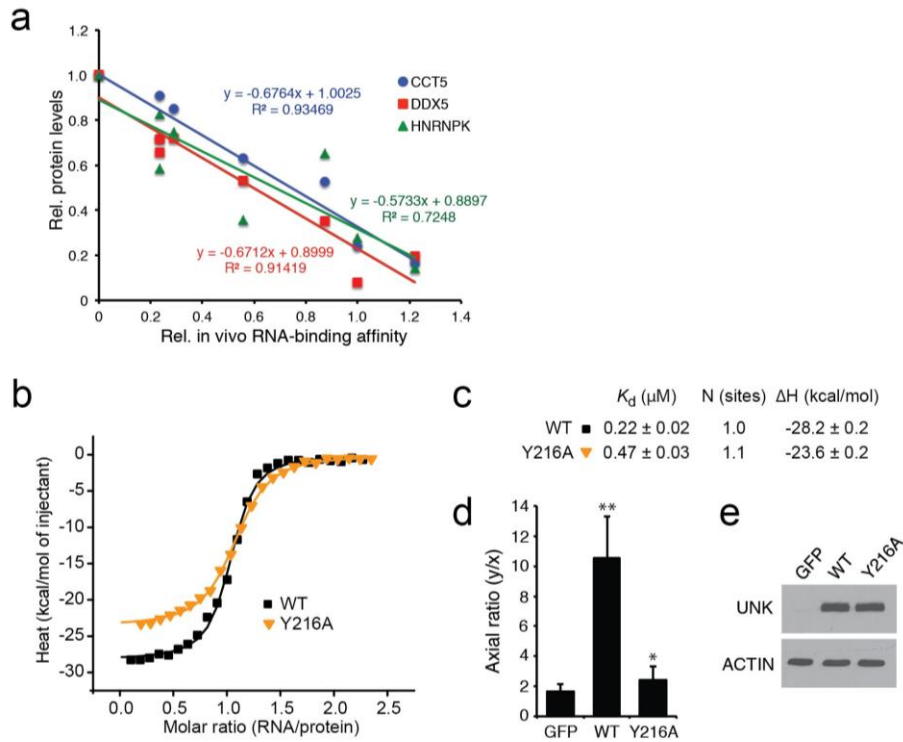 a
1.0
0.8
0.6
0.4
0.2
0
0 0.2 0.4 0.6 0.8 1.0 1.2 1.4
Rel. protein levels
Rel. in vivo RNA-binding affinity
CCT5
DDX5
HNRNPK
y = -0.6764x + 1.0025
R² = 0.93469
y = -0.5733x + 0.8897
R² = 0.7248
y = -0.6712x + 0.8999
R² = 0.91419
b
0
-5
-10
-15
-20
-25
-30
0.0 0.5 1.0 1.5 2.0 2.5
Heat (kcal/mol of injectant)
Molar ratio (RNA/protein)
WT
Y216A
c
Kd (µM) N (sites) ΔH (kcal/mol)
WT 0.22 ± 0.02 1.0 -28.2 ± 0.2
Y216A 0.47 ± 0.03 1.1 -23.6 ± 0.2
d
14
12
10
8
6
4
2
0
Axial ratio (y/x)
**
*
GFP WT Y216A
e
GFP WT Y216A
UNK
ACTIN